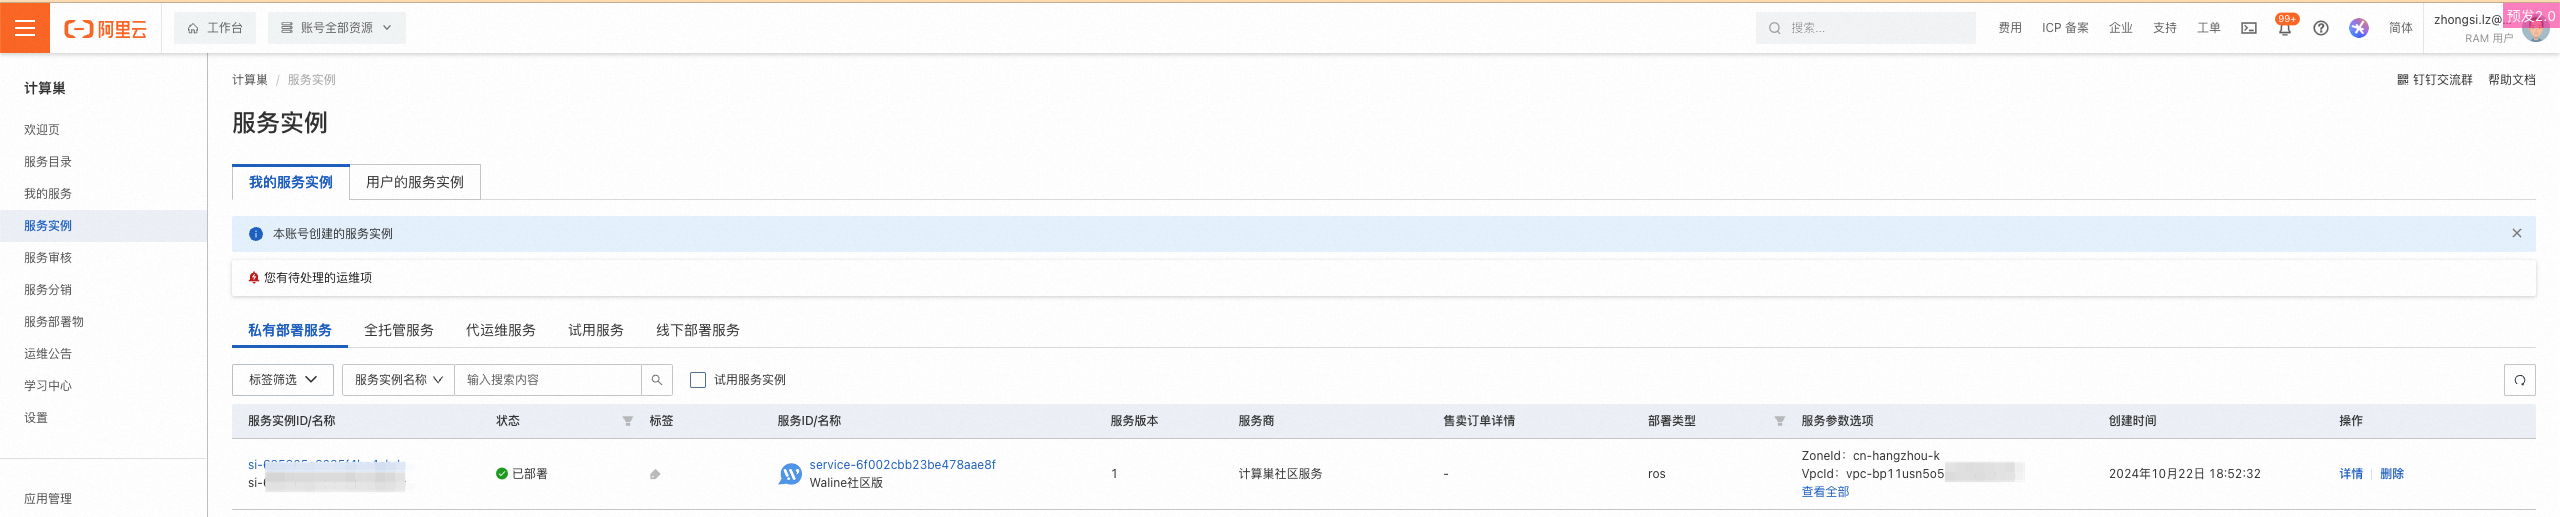 阿里云
工作台
账号全部资源
搜索...
费用
ICP 备案
企业
支持
工单
99+
简体
zhongsi.lz@
RAM 用户
预发2.0
计算巢
欢迎页
服务目录
我的服务
服务实例
服务审核
服务分销
服务部署物
运维公告
学习中心
设置
应用管理
计算巢 / 服务实例
钉钉交流群 帮助文档
服务实例
我的服务实例 用户的服务实例
本账号创建的服务实例
您有待处理的运维项
私有部署服务 全托管服务 代运维服务 试用服务 线下部署服务
标签筛选 服务实例名称 输入搜索内容 试用服务实例
服务实例ID/名称 状态 标签 服务ID/名称 服务版本 服务商 售卖订单详情 部署类型 服务参数选项 创建时间 操作
si-
si-
已部署
service-6f002cbb23be478aae8f
Waline社区版
1
计算巢社区服务
-
ros
ZoneId：cn-hangzhou-k
VpcId：vpc-bp11usn5o5
查看全部
2024年10月22日 18:52:32
详情 | 删除